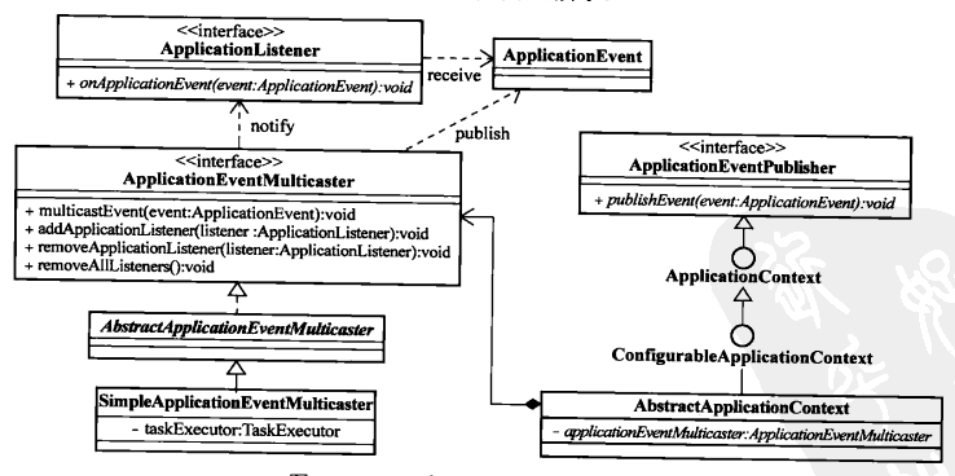 <<interface>>
ApplicationListener
+ onApplicationEvent(event:ApplicationEvent):void
receive
ApplicationEvent
notify
publish
<<interface>>
ApplicationEventMulticaster
+ multicastEvent(event:ApplicationEvent):void
+ addApplicationListener(listener :ApplicationListener):void
+ removeApplicationListener(listener:ApplicationListener):void
+ removeAllListeners():void
<<interface>>
ApplicationEventPublisher
+ publishEvent(event:ApplicationEvent):void
ApplicationContext
ConfigurableApplicationContext
AbstractApplicationEventMulticaster
SimpleApplicationEventMulticaster
- taskExecutor:TaskExecutor
AbstractApplicationContext
- applicationEventMulticaster:ApplicationEventMulticaster